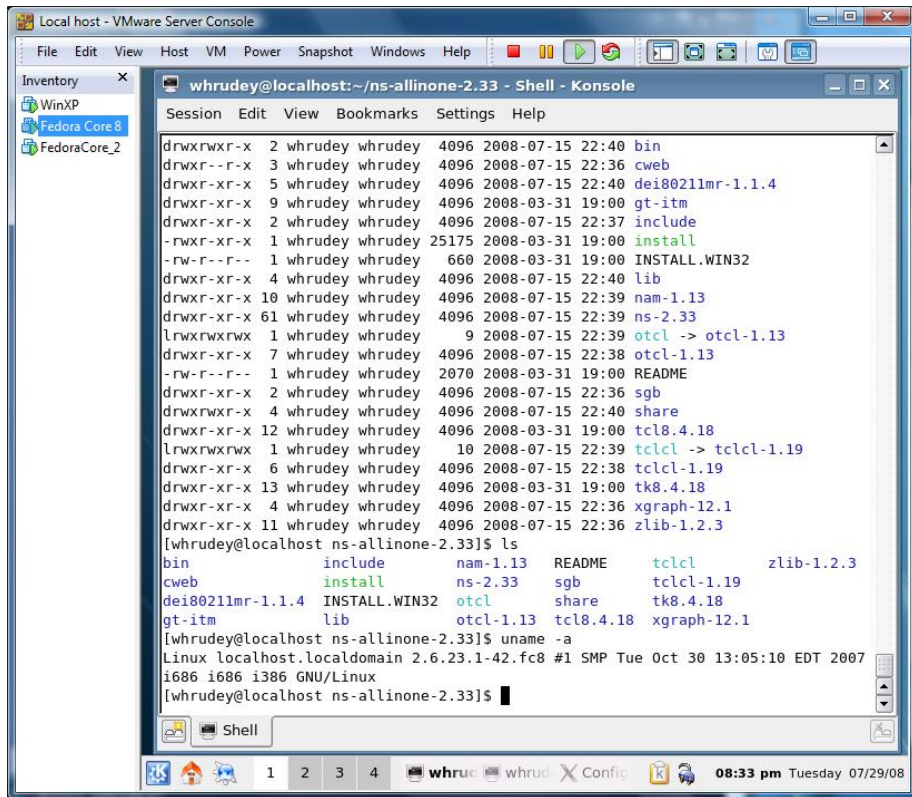 Local host - VMware Server Console
File Edit View Host VM Power Snapshot Windows Help
Inventory
WinXP
Fedora Core 8
FedoraCore_2
whrudey@localhost:~/ns-allinone-2.33 - Shell - Konsole
Session Edit View Bookmarks Settings Help
drwxrwxr-x 2 whrudey whrudey 4096 2008-07-15 22:40 bin
drwxr--r-x 3 whrudey whrudey 4096 2008-07-15 22:36 cweb
drwxr-xr-x 5 whrudey whrudey 4096 2008-07-15 22:40 dei80211mr-1.1.4
drwxr-xr-x 9 whrudey whrudey 4096 2008-03-31 19:00 gt-itm
drwxr-xr-x 2 whrudey whrudey 4096 2008-07-15 22:37 include
-rwxr-xr-x 1 whrudey whrudey 25175 2008-03-31 19:00 install
-rw-r--r-- 1 whrudey whrudey 660 2008-03-31 19:00 INSTALL.WIN32
drwxr-xr-x 4 whrudey whrudey 4096 2008-07-15 22:40 lib
drwxr-xr-x 10 whrudey whrudey 4096 2008-07-15 22:39 nam-1.13
drwxr-xr-x 61 whrudey whrudey 4096 2008-07-15 22:39 ns-2.33
lrwxrwxrwx 1 whrudey whrudey 9 2008-07-15 22:39 otcl -> otcl-1.13
drwxr-xr-x 7 whrudey whrudey 4096 2008-07-15 22:38 otcl-1.13
-rw-r--r-- 1 whrudey whrudey 2070 2008-03-31 19:00 README
drwxr-xr-x 2 whrudey whrudey 4096 2008-07-15 22:36 sgb
drwxrwxr-x 4 whrudey whrudey 4096 2008-07-15 22:40 share
drwxr-xr-x 12 whrudey whrudey 4096 2008-03-31 19:00 tcl8.4.18
lrwxrwxrwx 1 whrudey whrudey 10 2008-07-15 22:39 tclcl -> tclcl-1.19
drwxr-xr-x 6 whrudey whrudey 4096 2008-07-15 22:38 tclcl-1.19
drwxr-xr-x 13 whrudey whrudey 4096 2008-03-31 19:00 tk8.4.18
drwxr-xr-x 4 whrudey whrudey 4096 2008-07-15 22:36 xgraph-12.1
drwxr-xr-x 11 whrudey whrudey 4096 2008-07-15 22:36 zlib-1.2.3
[whrudey@localhost ns-allinone-2.33]$ ls
bin include nam-1.13 README tclcl zlib-1.2.3
cweb install ns-2.33 sgb tclcl-1.19
dei80211mr-1.1.4 INSTALL.WIN32 otcl share tk8.4.18
gt-itm lib otcl-1.13 tcl8.4.18 xgraph-12.1
[whrudey@localhost ns-allinone-2.33]$ uname -a
Linux localhost.localdomain 2.6.23.1-42.fc8 #1 SMP Tue Oct 30 13:05:10 EDT 2007
i686 i686 i386 GNU/Linux
[whrudey@localhost ns-allinone-2.33]$
Shell
1 2 3 4 whrud whrud Config 08:33 pm Tuesday 07/29/08